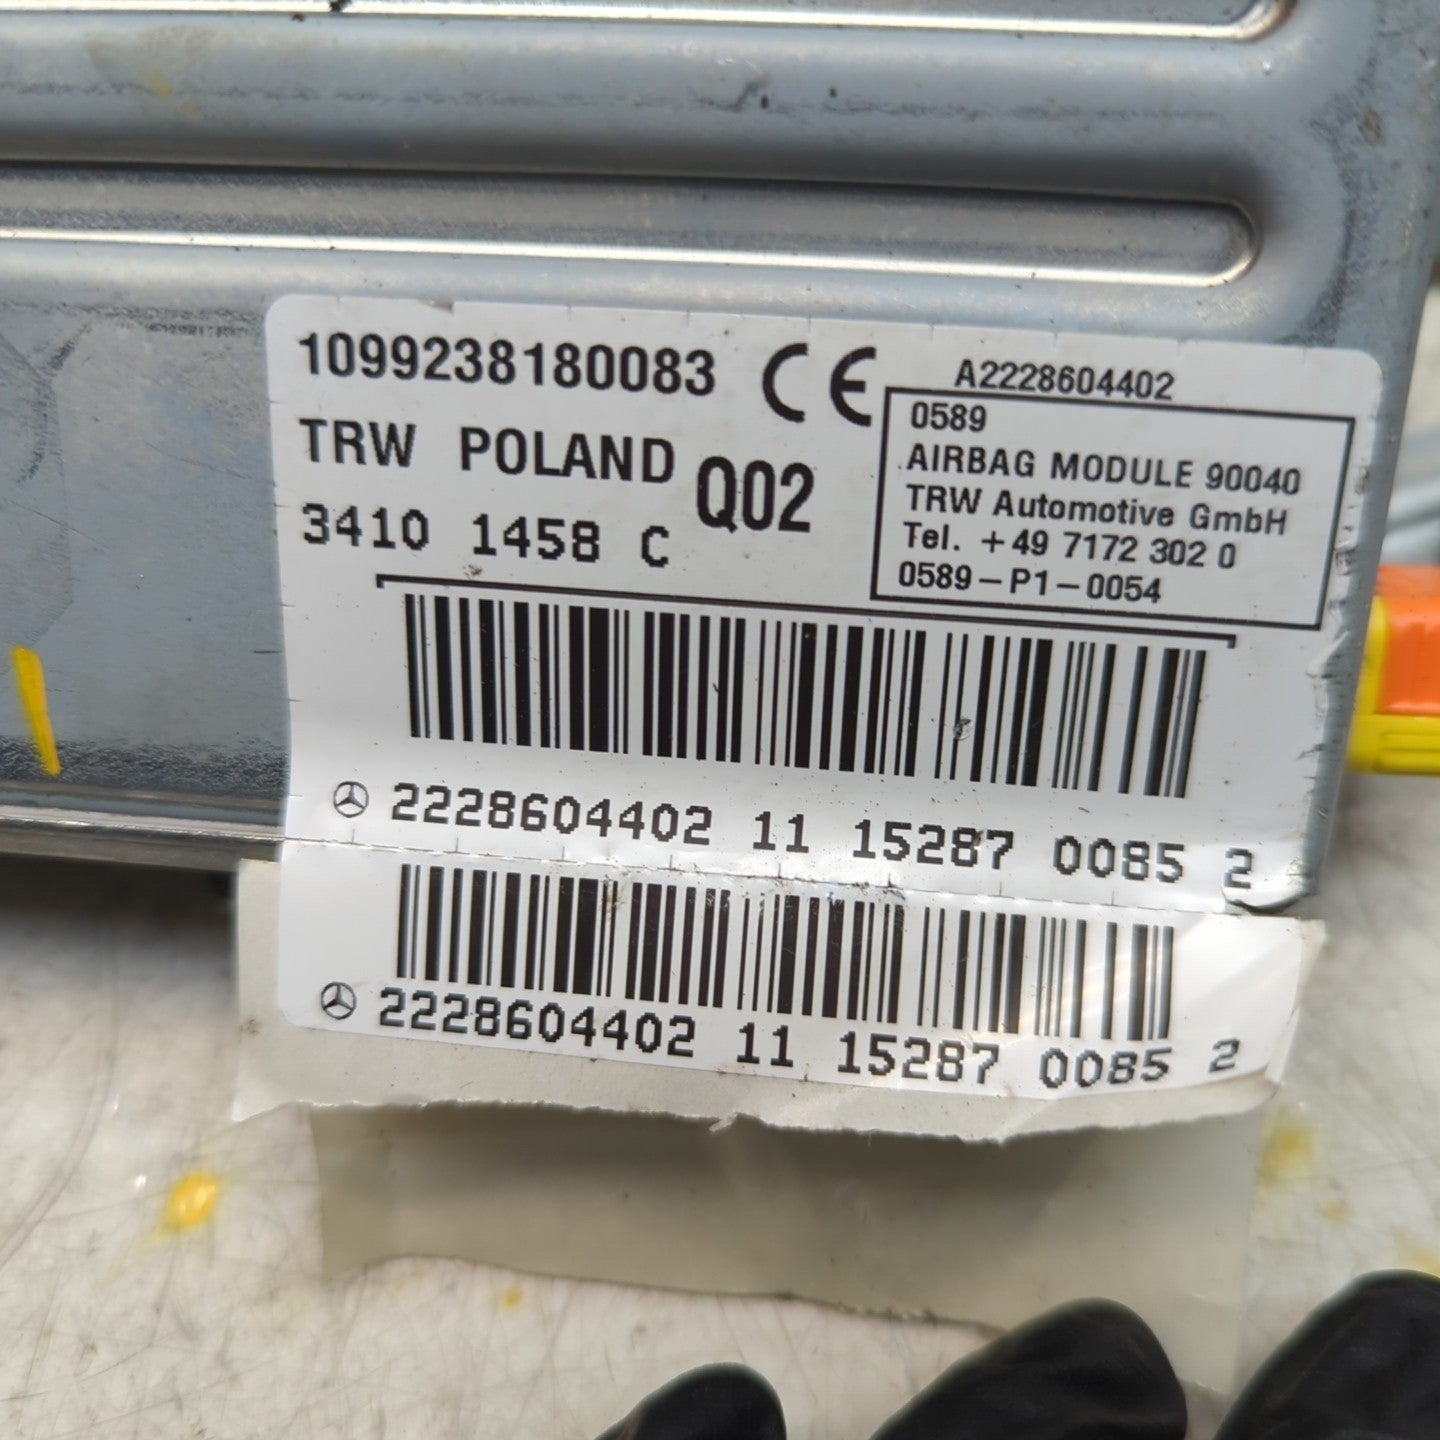 1099238180083 CE A2228604402
TRW POLAND Q02
3410 1458 C
0589
AIRBAG MODULE 90040
TRW Automotive GmbH
Tel. +49 7172 302 0
0589-P1-0054
2228604402 11 15287 0085 2
2228604402 11 15287 0085 2